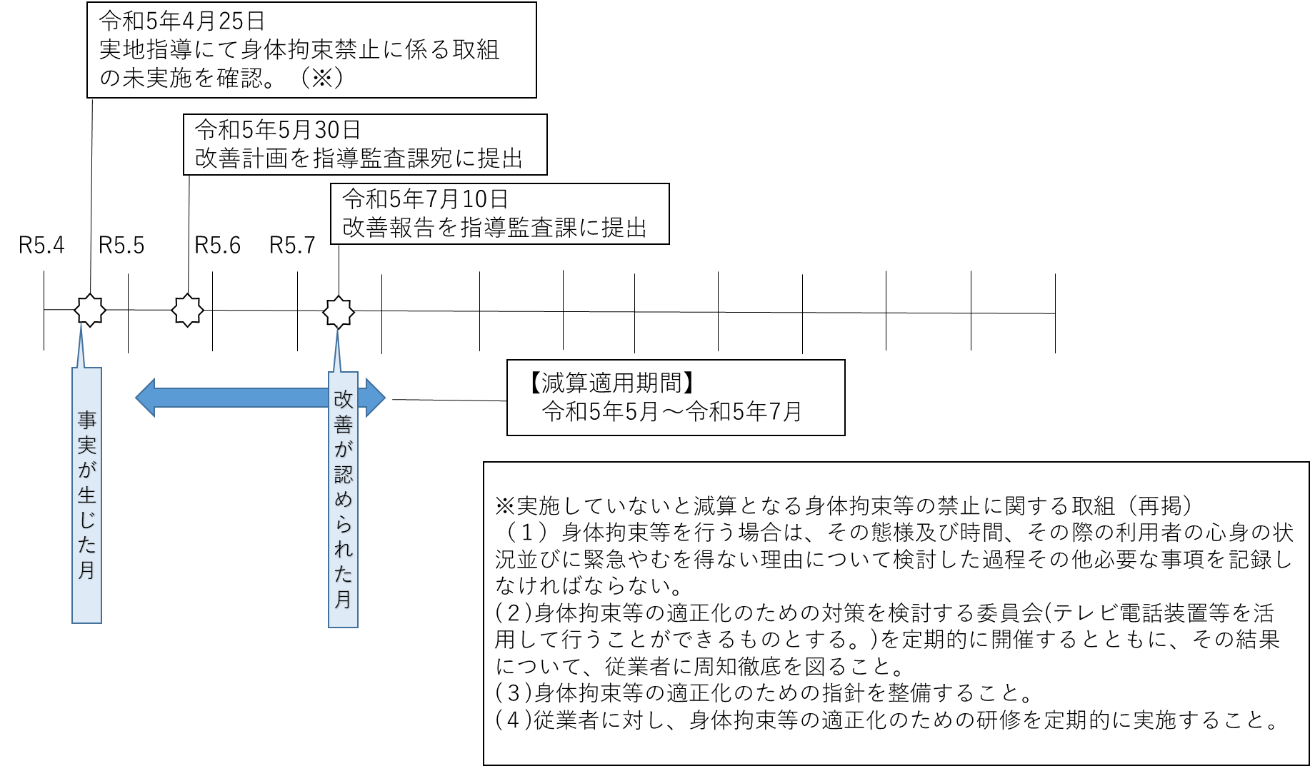 令和5年4月25日
実地指導にて身体拘束禁止に係る取組
の未実施を確認。（※）
令和5年5月30日
改善計画を指導監査課宛に提出
令和5年7月10日
改善報告を指導監査課に提出
R5.4
R5.5
R5.6
R5.7
事実が生じた月
改善が認められた月
【減算適用期間】
令和5年5月～令和5年7月
※実施していないと減算となる身体拘束等の禁止に関する取組（再掲）
（１）身体拘束等を行う場合は、その態様及び時間、その際の利用者の心身の状
況並びに緊急やむを得ない理由について検討した過程その他必要な事項を記録し
なければならない。
(２)身体拘束等の適正化のための対策を検討する委員会(テレビ電話装置等を活
用して行うことができるものとする。)を定期的に開催するとともに、その結果
について、従業者に周知徹底を図ること。
(３)身体拘束等の適正化のための指針を整備すること。
(４)従業者に対し、身体拘束等の適正化のための研修を定期的に実施すること。